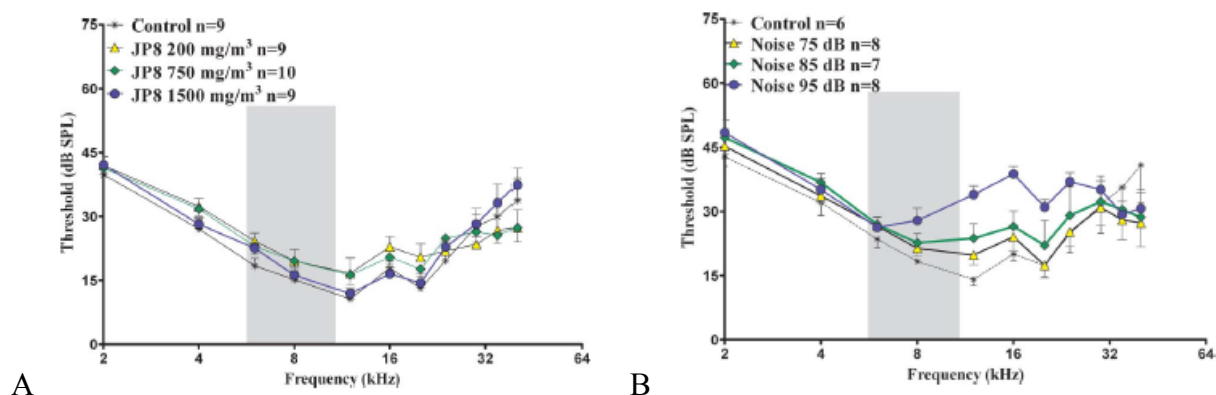 75
60
45
30
15
0
Threshold (dB SPL)
Control n=9
JP8 200 mg/m³ n=9
JP8 750 mg/m³ n=10
JP8 1500 mg/m³ n=9
2 4 8 16 32 64
Frequency (kHz)
A
75
60
45
30
15
0
Threshold (dB SPL)
Control n=6
Noise 75 dB n=8
Noise 85 dB n=7
Noise 95 dB n=8
2 4 8 16 32 64
Frequency (kHz)
B